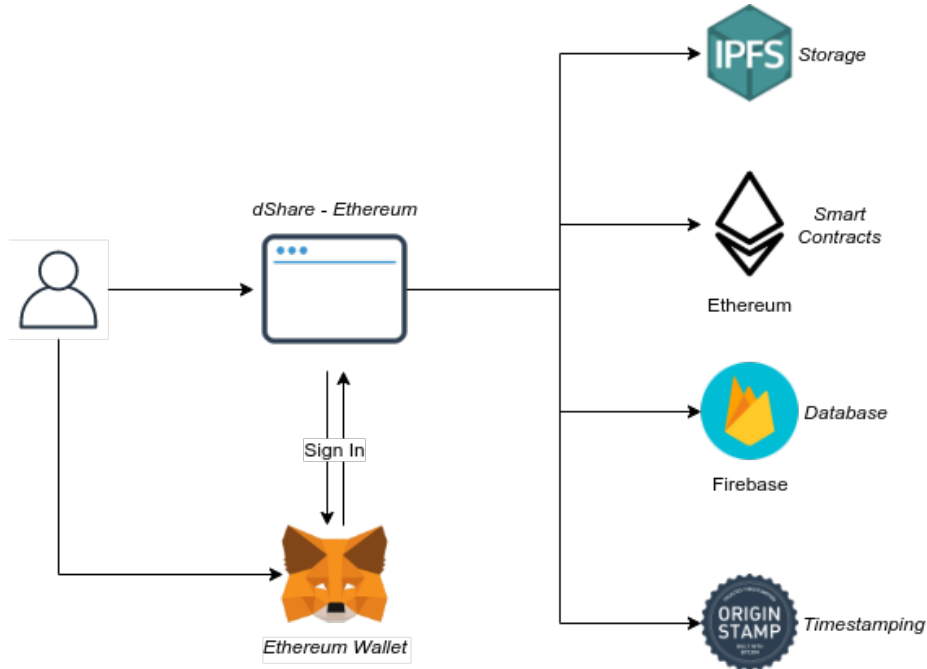 IPFS
Storage
dShare - Ethereum
Smart
Contracts
Ethereum
Sign In
Database
Firebase
ORIGIN
STAMP
Timestamping
Ethereum Wallet